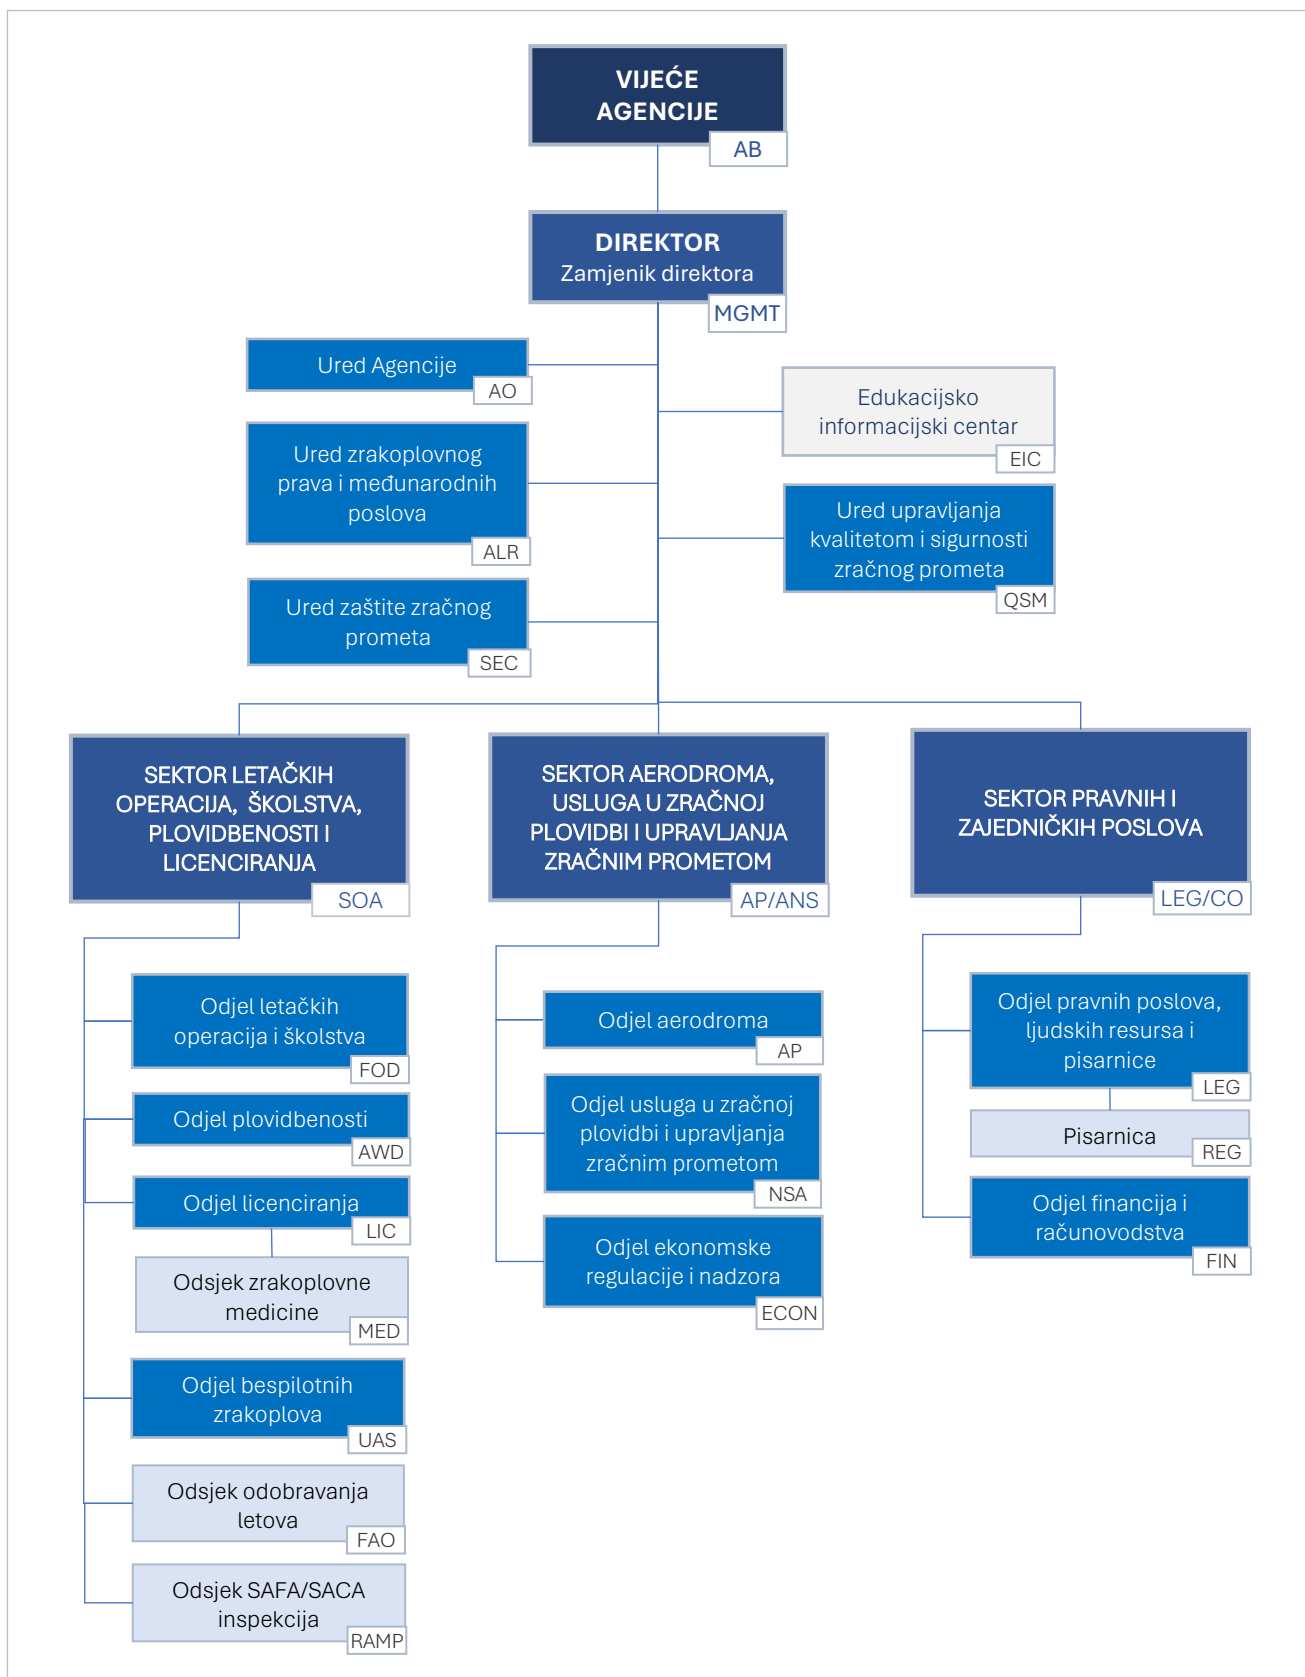 VIJEĆE
AGENCIJE
AB
DIREKTOR
Zamjenik direktora
MGMT
Ured Agencije
AO
Edukacijsko
informacijski centar
EIC
Ured zrakoplovnog
prava i međunarodnih
poslova
ALR
Ured upravljanja
kvalitetom i sigurnosti
zračnog prometa
QSM
Ured zaštite zračnog
prometa
SEC
SEKTOR LETAČKIH
OPERACIJA, ŠKOLSTVA,
PLOVIDBENOSTI I
LICENCIRANJA
SOA
SEKTOR AERODROMA,
USLUGA U ZRAČNOJ
PLOVIDBI I UPRAVLJANJA
ZRAČNIM PROMETOM
AP/ANS
SEKTOR PRAVNIH I
ZAJEDNIČKIH POSLOVA
LEG/CO
Odjel letačkih
operacija i školstva
FOD
Odjel plovidbenosti
AWD
Odjel licenciranja
LIC
Odsjek zrakoplovne
medicine
MED
Odjel bespilotnih
zrakoplova
UAS
Odsjek odobravanja
letova
FAO
Odsjek SAFA/SACA
inspekcija
RAMP
Odjel aerodroma
AP
Odjel usluga u zračnoj
plovidbi i upravljanja
zračnim prometom
NSA
Odjel ekonomske
regulacije i nadzora
ECON
Odjel pravnih poslova,
ljudskih resursa i
pisarnice
LEG
Pisarnica
REG
Odjel financija i
računovodstva
FIN